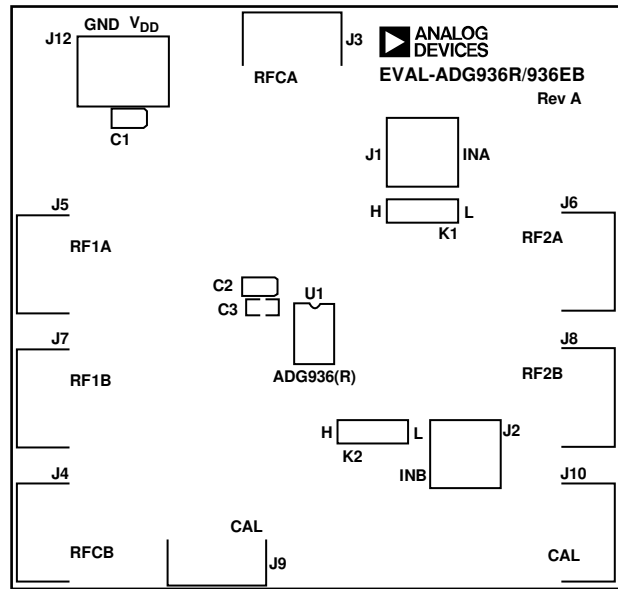 GND VDD
J12
J3
ANALOG
DEVICES
RFCA
EVAL-ADG936R/936EB
Rev A
C1
J1
INA
H
L
K1
J5
J6
RF1A
RF2A
C2
U1
C3
J7
J8
ADG936(R)
RF1B
RF2B
H
L
J2
K2
INB
J4
J10
CAL
RFCB
CAL
J9